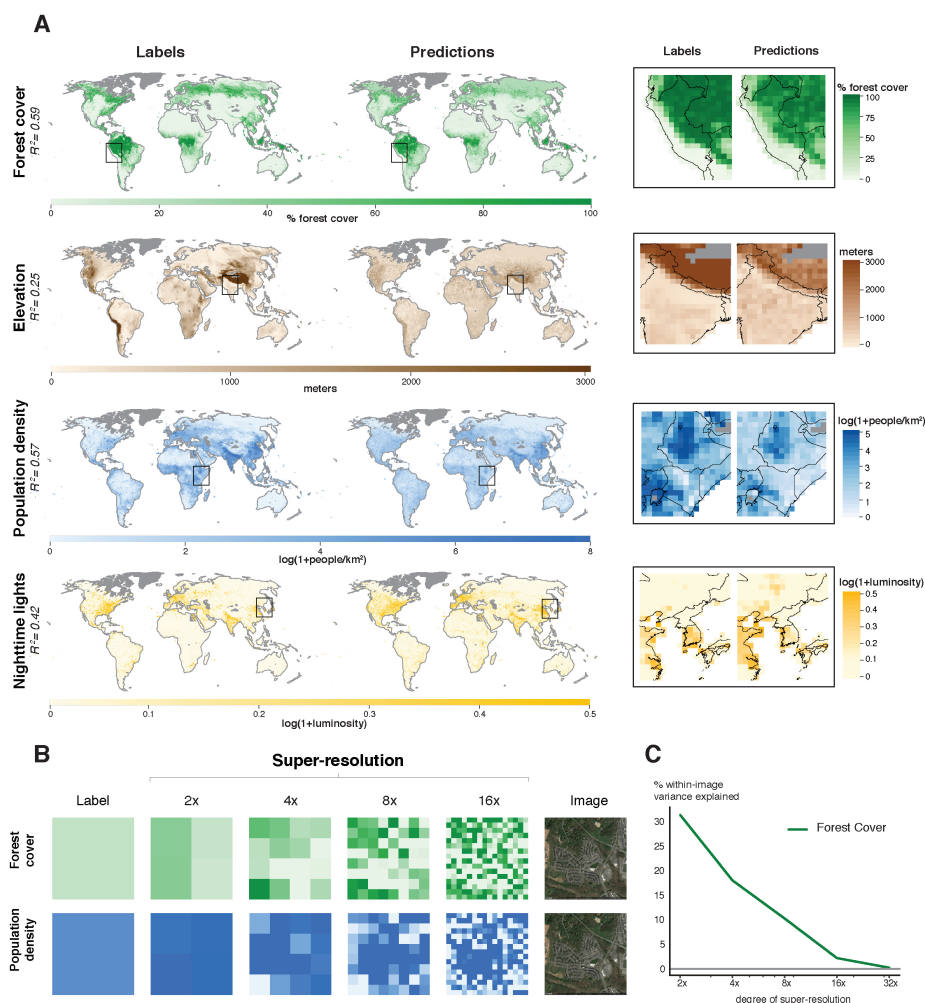 A
Labels
Predictions
Labels
Predictions
Forest cover
R²= 0.59
% forest cover
100
75
50
25
0
0
20
40
60
80
100
% forest cover
Elevation
R²= 0.25
meters
3000
2000
1000
0
0
1000
2000
3000
meters
Population density
R²= 0.57
log(1+people/km²)
5
4
3
2
1
0
0
2
4
6
8
log(1+people/km²)
Nighttime lights
R²= 0.42
log(1+luminosity)
0.5
0.4
0.3
0.2
0.1
0
0
0.1
0.2
0.3
0.4
0.5
log(1+luminosity)
B
Super-resolution
Label
2x
4x
8x
16x
Image
Forest
cover
Population
density
C
% within-image
variance explained
30
25
20
15
10
5
0
Forest Cover
2x
4x
8x
16x
32x
degree of super-resolution